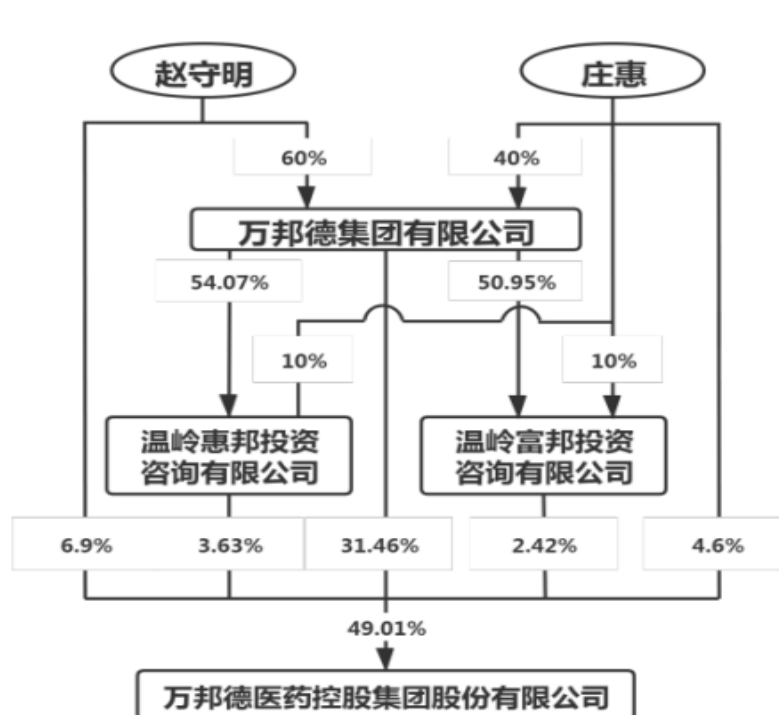 赵守明
庄惠
60%
40%
万邦德集团有限公司
54.07%
50.95%
10%
10%
温岭惠邦投资
咨询有限公司
温岭富邦投资
咨询有限公司
6.9%
3.63%
31.46%
2.42%
4.6%
49.01%
万邦德医药控股集团股份有限公司